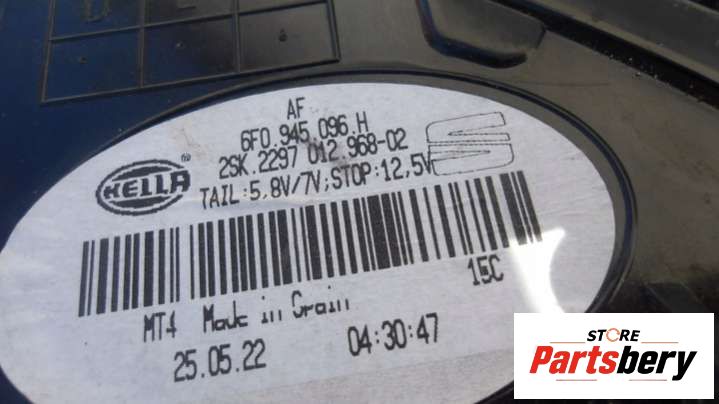 AF
6F0.945.096.H
2SK.2297 012 968-02
TAIL:5,8V/7V;STOP:12,5V
HELLA
®
15C
MT4 Made in Spain
25.05.22 04:30:47
STORE
Partsbery